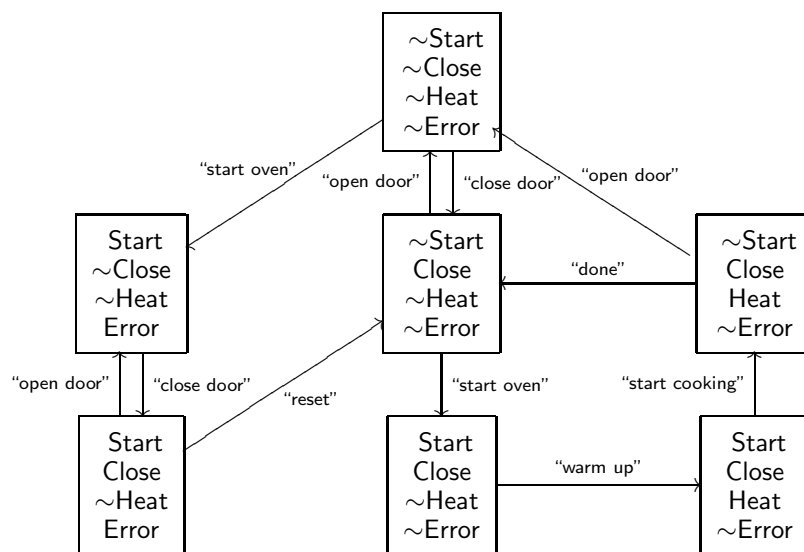 ~Start
~Close
~Heat
~Error
“start oven”
“open door”
“close door”
“open door”
Start
~Close
~Heat
Error
~Start
Close
~Heat
~Error
“done”
~Start
Close
Heat
~Error
“open door”
“close door”
“reset”
“start oven”
“start cooking”
Start
Close
~Heat
Error
Start
Close
~Heat
~Error
“warm up”
Start
Close
Heat
~Error